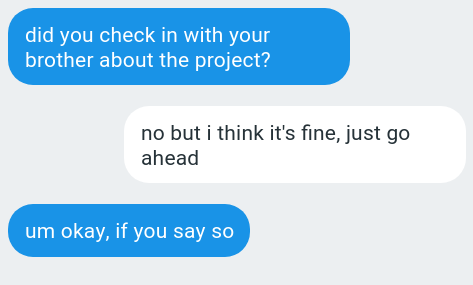 did you check in with your
brother about the project?
no but i think it's fine, just go
ahead
um okay, if you say so